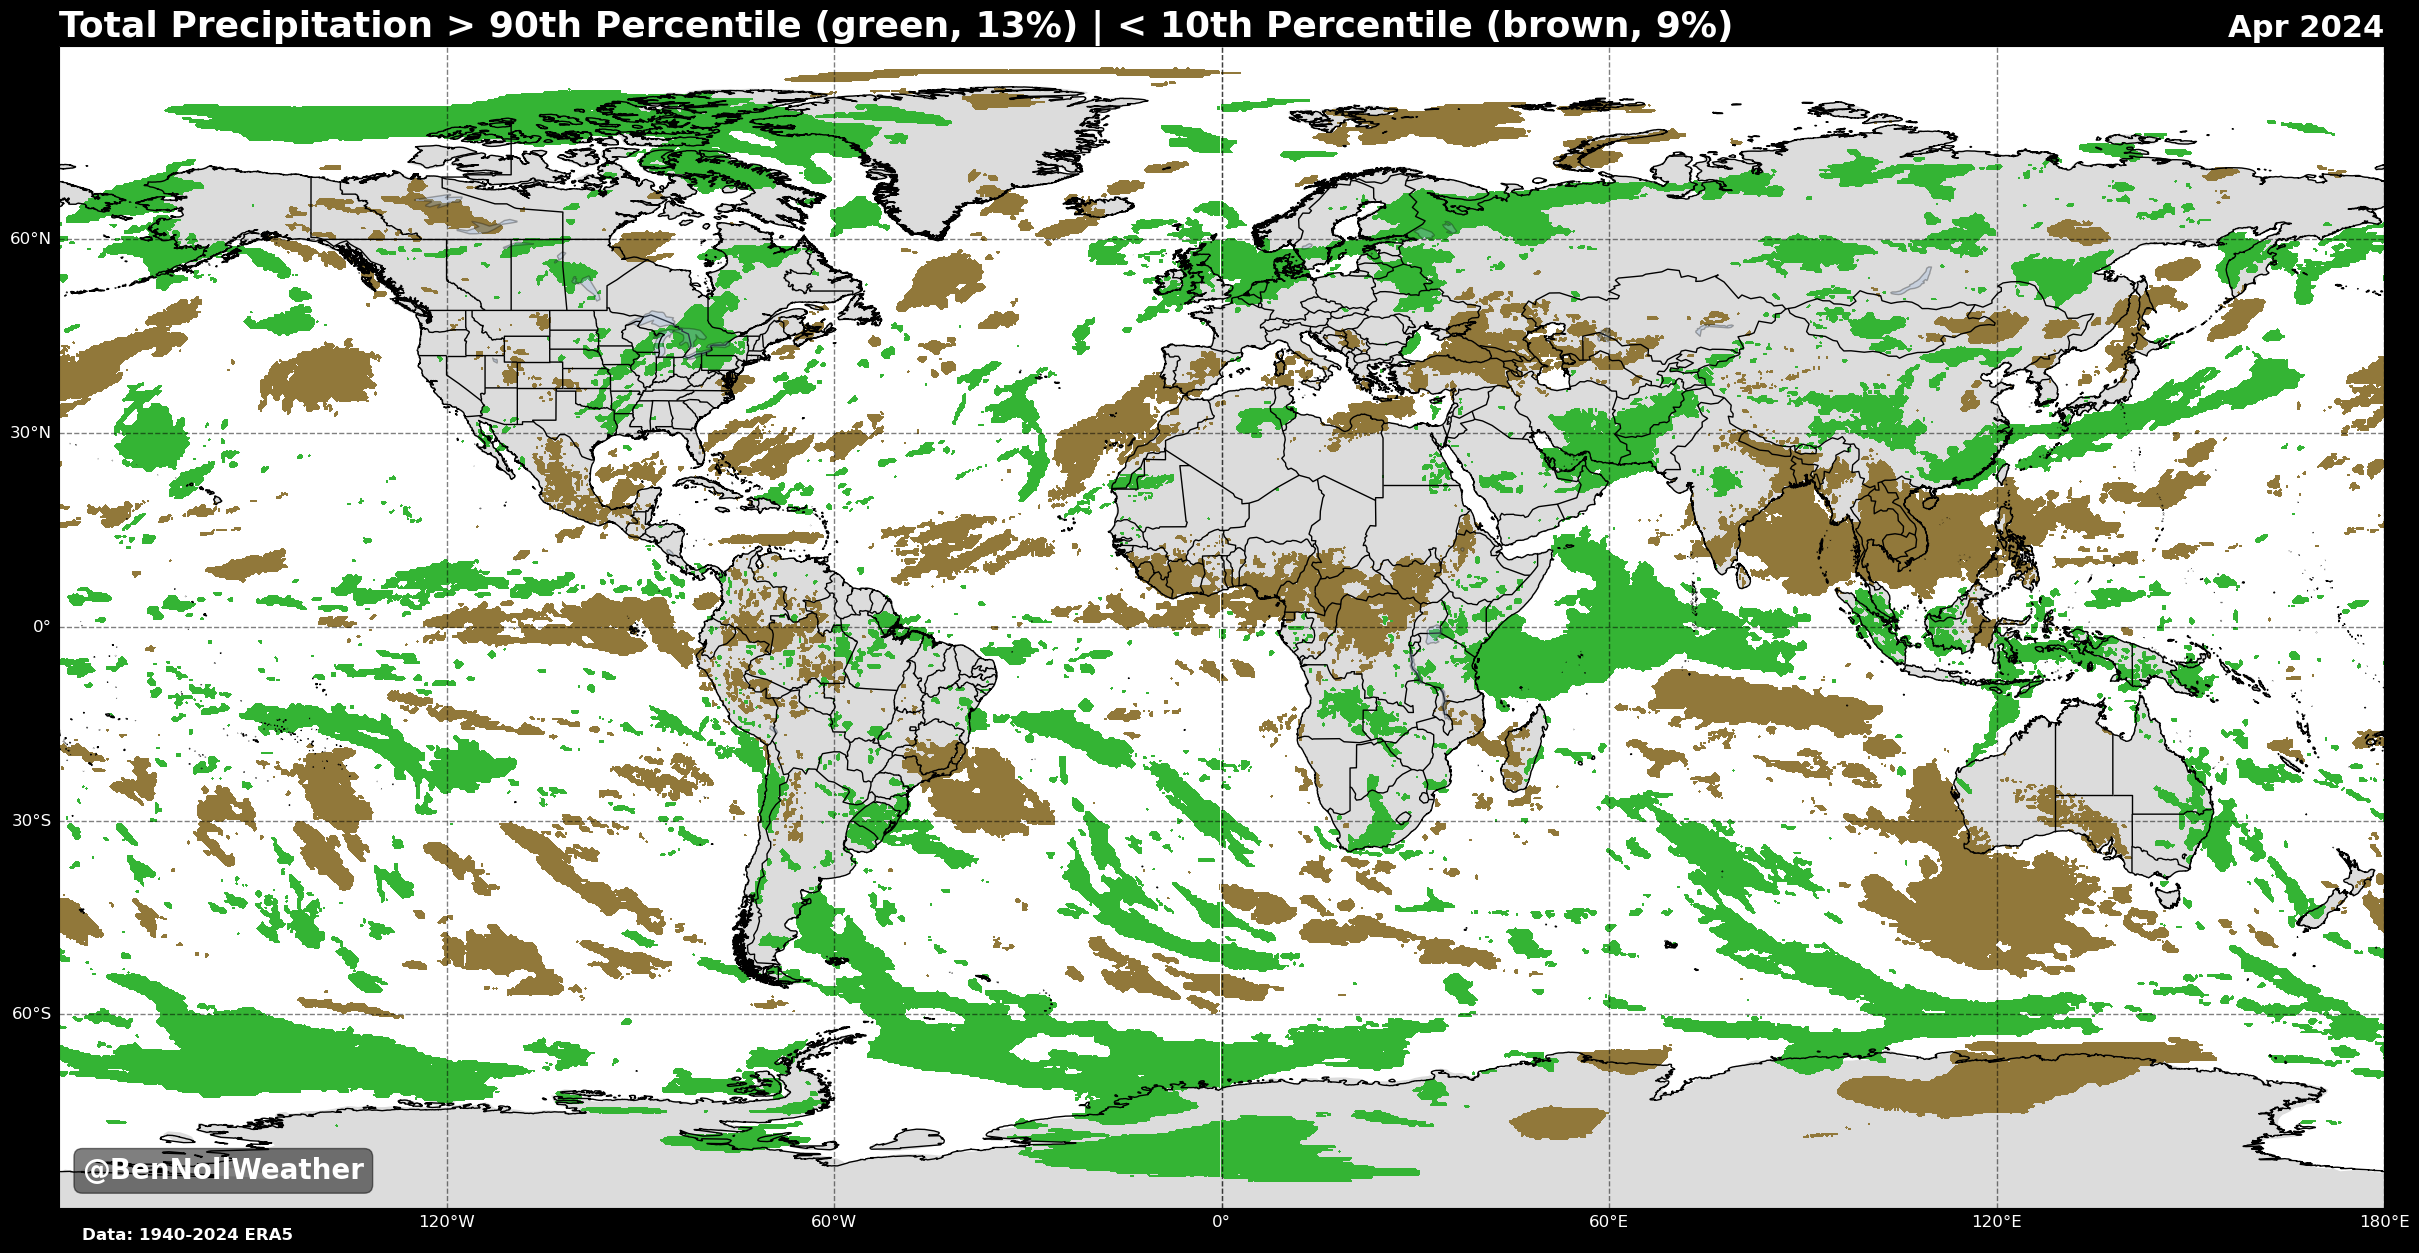 Total Precipitation > 90th Percentile (green, 13%) | < 10th Percentile (brown, 9%)
Apr 2024
60°N
30°N
0°
30°S
60°S
@BenNollWeather
120°W
60°W
0°
60°E
120°E
180°E
Data: 1940-2024 ERA5